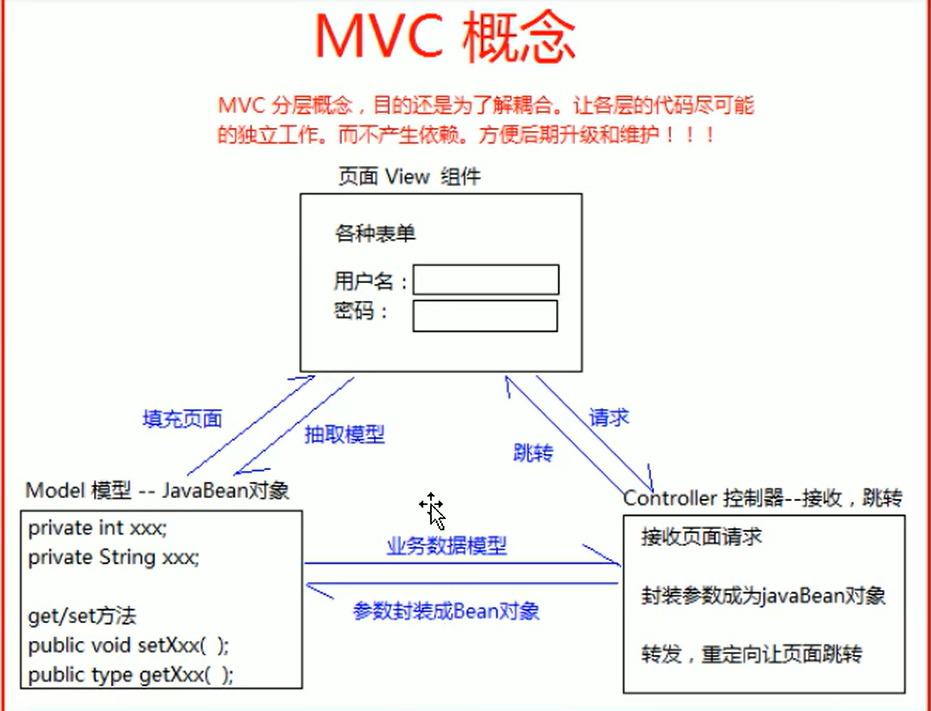 MVC 概念
MVC 分层概念，目的还是为了解耦合。让各层的代码尽可能
的独立工作。而不产生依赖。方便后期升级和维护！！！
页面 View 组件
各种表单
用户名：
密码：
填充页面
抽取模型
请求
跳转
Model 模型 -- JavaBean对象
private int xxx;
private String xxx;
get/set方法
public void setXxx( );
public type getXxx( );
业务数据模型
参数封装成Bean对象
Controller 控制器--接收，跳转
接收页面请求
封装参数成为javaBean对象
转发，重定向让页面跳转